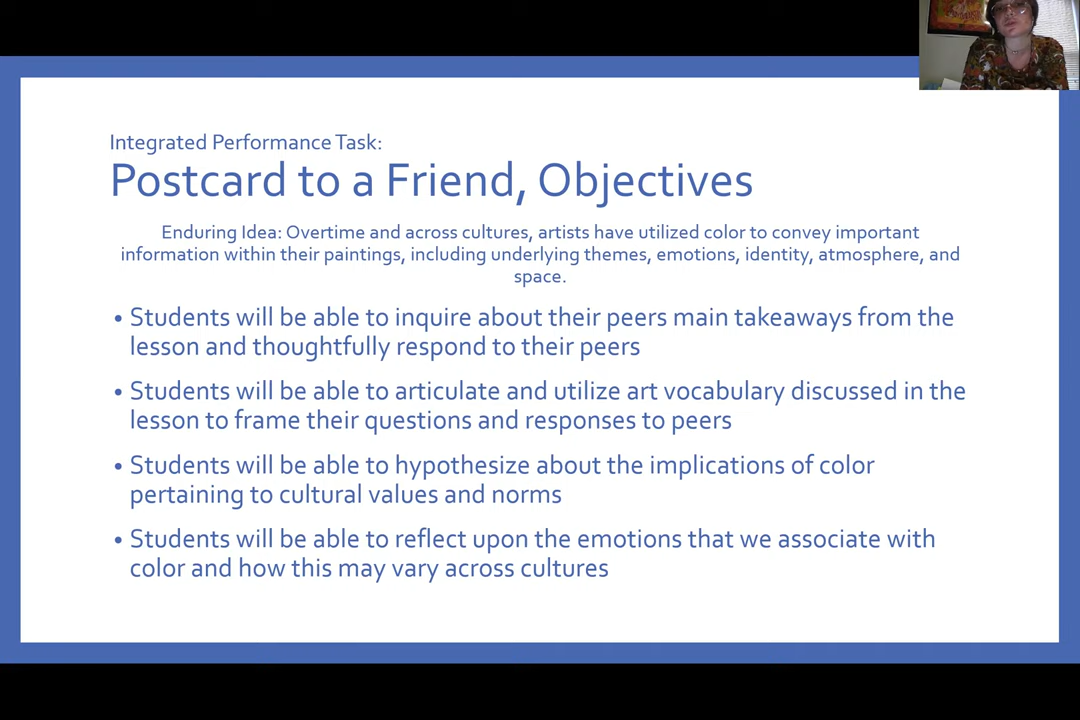 Integrated Performance Task:
Postcard to a Friend, Objectives
Enduring Idea: Overtime and across cultures, artists have utilized color to convey important
information within their paintings, including underlying themes, emotions, identity, atmosphere, and
space.
• Students will be able to inquire about their peers main takeaways from the
lesson and thoughtfully respond to their peers
• Students will be able to articulate and utilize art vocabulary discussed in the
lesson to frame their questions and responses to peers
• Students will be able to hypothesize about the implications of color
pertaining to cultural values and norms
• Students will be able to reflect upon the emotions that we associate with
color and how this may vary across cultures